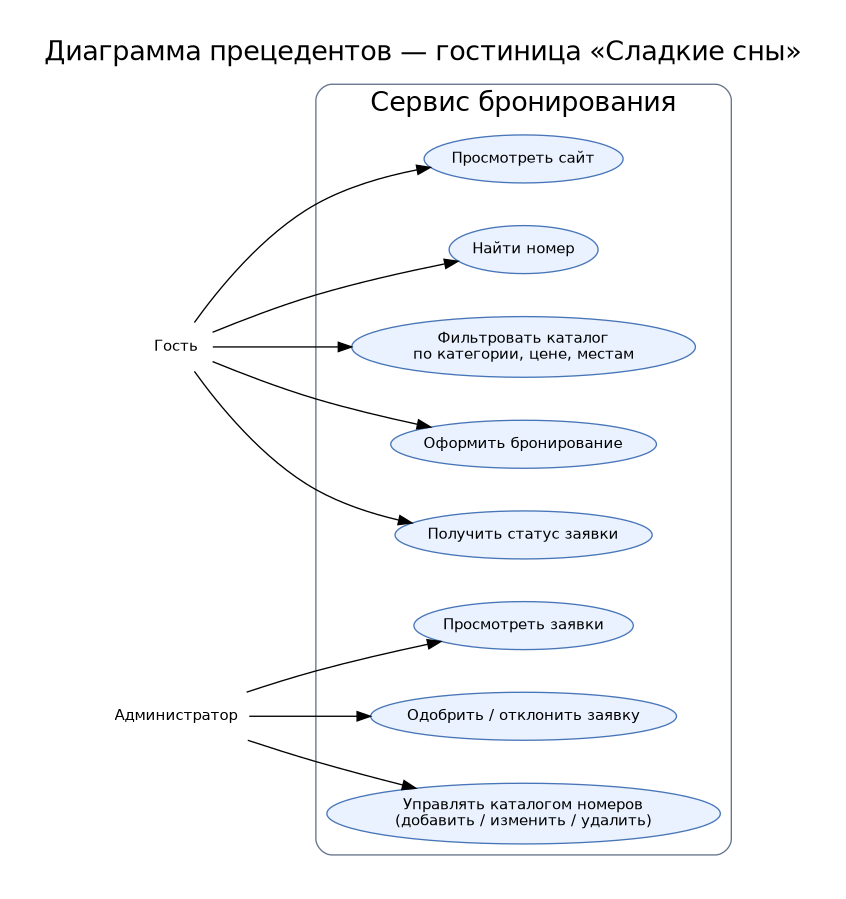 Диаграмма прецедентов — гостиница «Сладкие сны»
Сервис бронирования
Просмотреть сайт
Найти номер
Гость
Фильтровать каталог
по категории, цене, местам
Оформить бронирование
Получить статус заявки
Просмотреть заявки
Администратор
Одобрить / отклонить заявку
Управлять каталогом номеров
(добавить / изменить / удалить)